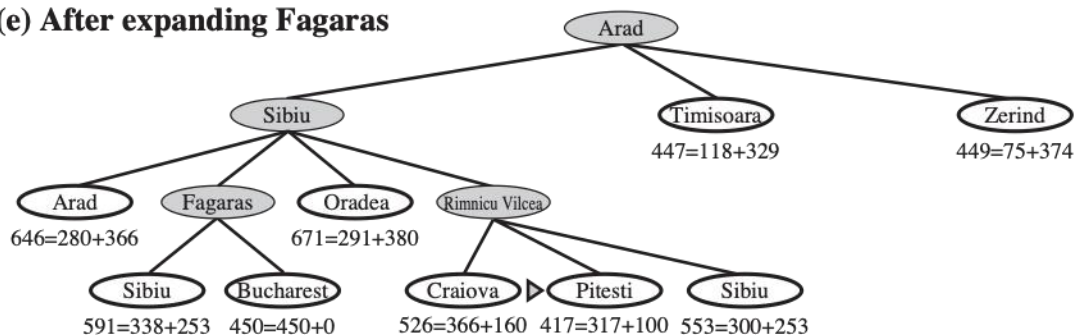 (e) After expanding Fagaras
Arad
Sibiu
Timisoara
Zerind
447=118+329
449=75+374
Arad
Fagaras
Oradea
Rimnicu Vilcea
646=280+366
671=291+380
Sibiu
Bucharest
Craiova
Pitesti
Sibiu
591=338+253
450=450+0
526=366+160
417=317+100
553=300+253